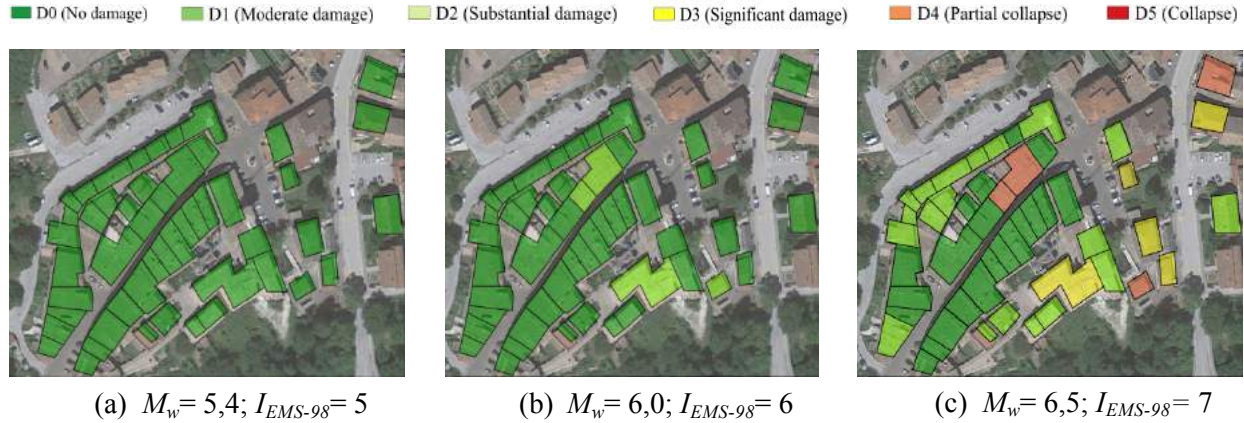 D0 (No damage) D1 (Moderate damage) D2 (Substantial damage) D3 (Significant damage) D4 (Partial collapse) D5 (Collapse)
(a) Mw= 5,4; IEMS-98= 5 (b) Mw= 6,0; IEMS-98= 6 (c) Mw= 6,5; IEMS-98= 7